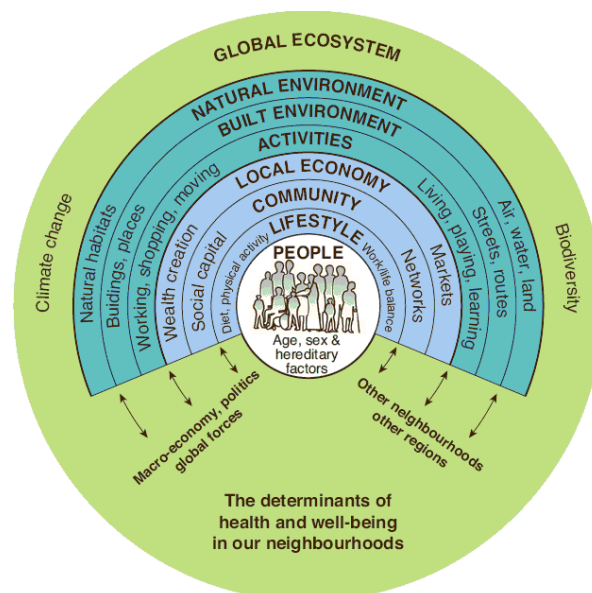 GLOBAL ECOSYSTEM
NATURAL ENVIRONMENT
BUILT ENVIRONMENT
ACTIVITIES
LOCAL ECONOMY
COMMUNITY
LIFESTYLE
PEOPLE
Age, sex &
hereditary
factors
Climate change
Natural habitats
Buidings, places
Working, shopping, moving
Wealth creation
Social capital
Diet, physical activity
Work/life balance
Networks
Markets
Living, playing, learning
Streets, routes
Air, water, land
Biodiversity
Macro-economy, politics
global forces
Other neighbourhoods
other regions
The determinants of
health and well-being
in our neighbourhoods